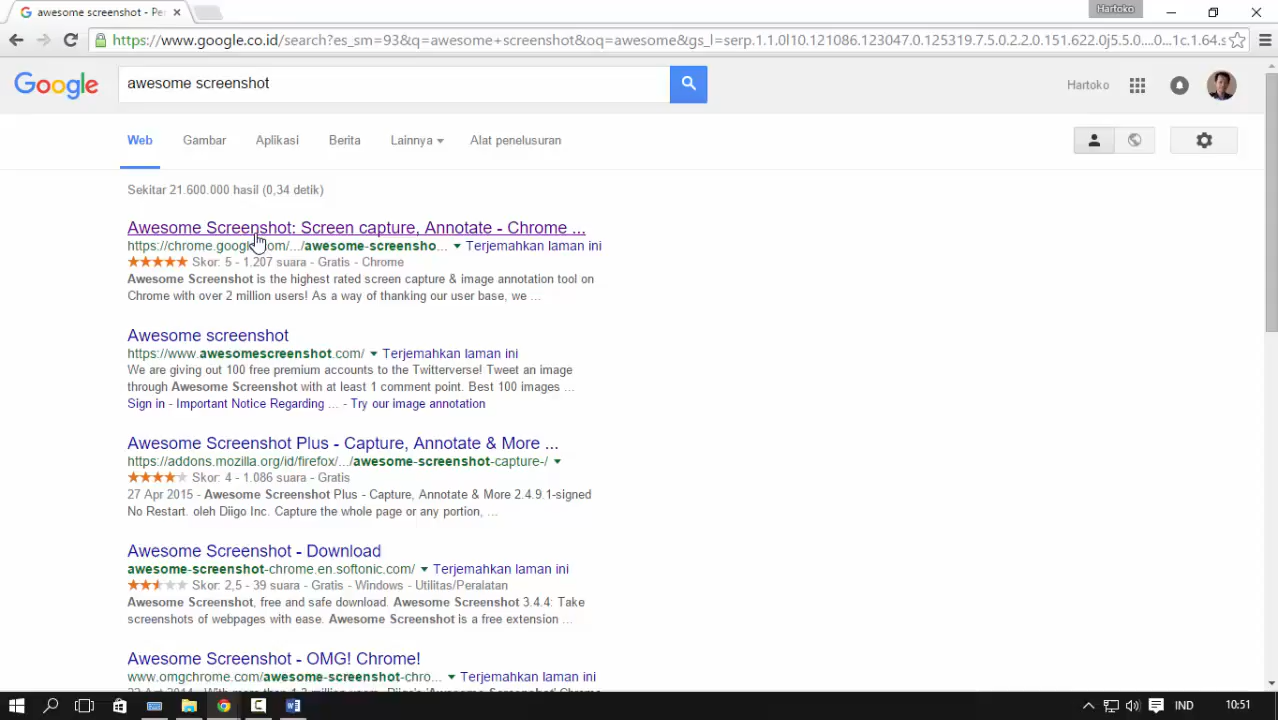 awesome screenshot - Pe
Hartoko
https://www.google.co.id/search?es_sm=93&q=awesome+screenshot&oq=awesome&gs_l=serp.1.1.0l10.121086.123047.0.125319.7.5.0.2.2.0.151.622.0j5.5.0....0...1c.1.64.s
Google
awesome screenshot
Hartoko
Web Gambar Aplikasi Berita Lainnya Alat penelusuran
Sekitar 21.600.000 hasil (0,34 detik)
Awesome Screenshot: Screen capture, Annotate - Chrome ...
https://chrome.google.com/.../awesome-screensho... Terjemahkan laman ini
Skor: 5 - 1.207 suara - Gratis - Chrome
Awesome Screenshot is the highest rated screen capture & image annotation tool on
Chrome with over 2 million users! As a way of thanking our user base, we ...
Awesome screenshot
https://www.awesomescreenshot.com/ Terjemahkan laman ini
We are giving out 100 free premium accounts to the Twitterverse! Tweet an image
through Awesome Screenshot with at least 1 comment point. Best 100 images ...
Sign in - Important Notice Regarding ... - Try our image annotation
Awesome Screenshot Plus - Capture, Annotate & More ...
https://addons.mozilla.org/id/firefox/.../awesome-screenshot-capture-/
Skor: 4 - 1.086 suara - Gratis
27 Apr 2015 - Awesome Screenshot Plus - Capture, Annotate & More 2.4.9.1-signed
No Restart. oleh Diigo Inc. Capture the whole page or any portion, ...
Awesome Screenshot - Download
awesome-screenshot-chrome.en.softonic.com/ Terjemahkan laman ini
Skor: 2,5 - 39 suara - Gratis - Windows - Utilitas/Peralatan
Awesome Screenshot, free and safe download. Awesome Screenshot 3.4.4: Take
screenshots of webpages with ease. Awesome Screenshot is a free extension ...
Awesome Screenshot - OMG! Chrome!
www.omgchrome.com/awesome-screenshot-chro... Terjemahkan laman ini
IND
10:51